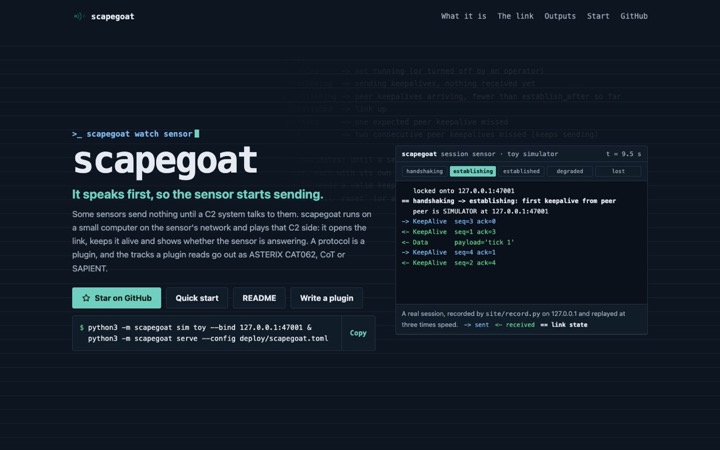 scapegoat
What it is The link Outputs Start GitHub
>_ scapegoat watch sensor
scapegoat
It speaks first, so the sensor starts sending.
Some sensors send nothing until a C2 system talks to them. scapegoat runs on
a small computer on the sensor's network and plays that C2 side: it opens the
link, keeps it alive and shows whether the sensor is answering. A protocol is a
plugin, and the tracks a plugin reads go out as ASTERIX CAT062, CoT or
SAPIENT.
Star on GitHub Quick start README Write a plugin
$ python3 -m scapegoat sim toy --bind 127.0.0.1:47001 &
python3 -m scapegoat serve --config deploy/scapegoat.toml
Copy
scapegoat session sensor · toy simulator t = 9.5 s
handshaking establishing established degraded lost
locked onto 127.0.0.1:47001
== handshaking -> establishing: first keepalive from peer
peer is SIMULATOR at 127.0.0.1:47001
-> KeepAlive seq=3 ack=0
<- KeepAlive seq=1 ack=3
<- Data payload='tick 1'
-> KeepAlive seq=4 ack=1
<- KeepAlive seq=2 ack=4
A real session, recorded by site/record.py on 127.0.0.1 and replayed at
three times speed. -> sent <- received == link state